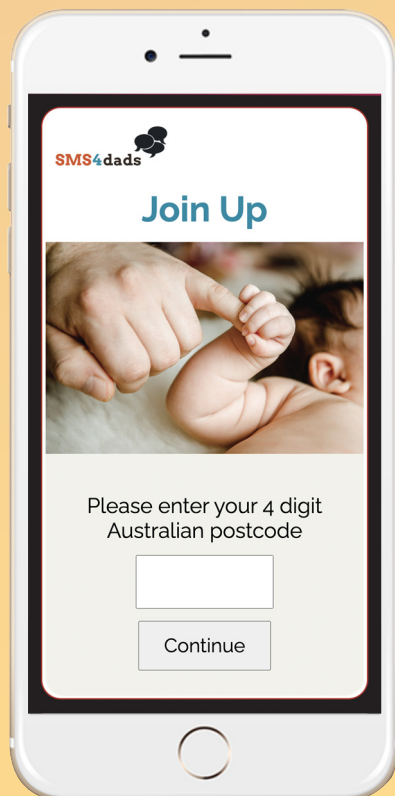 SMS4dads
Join Up
Please enter your 4 digit
Australian postcode
Continue